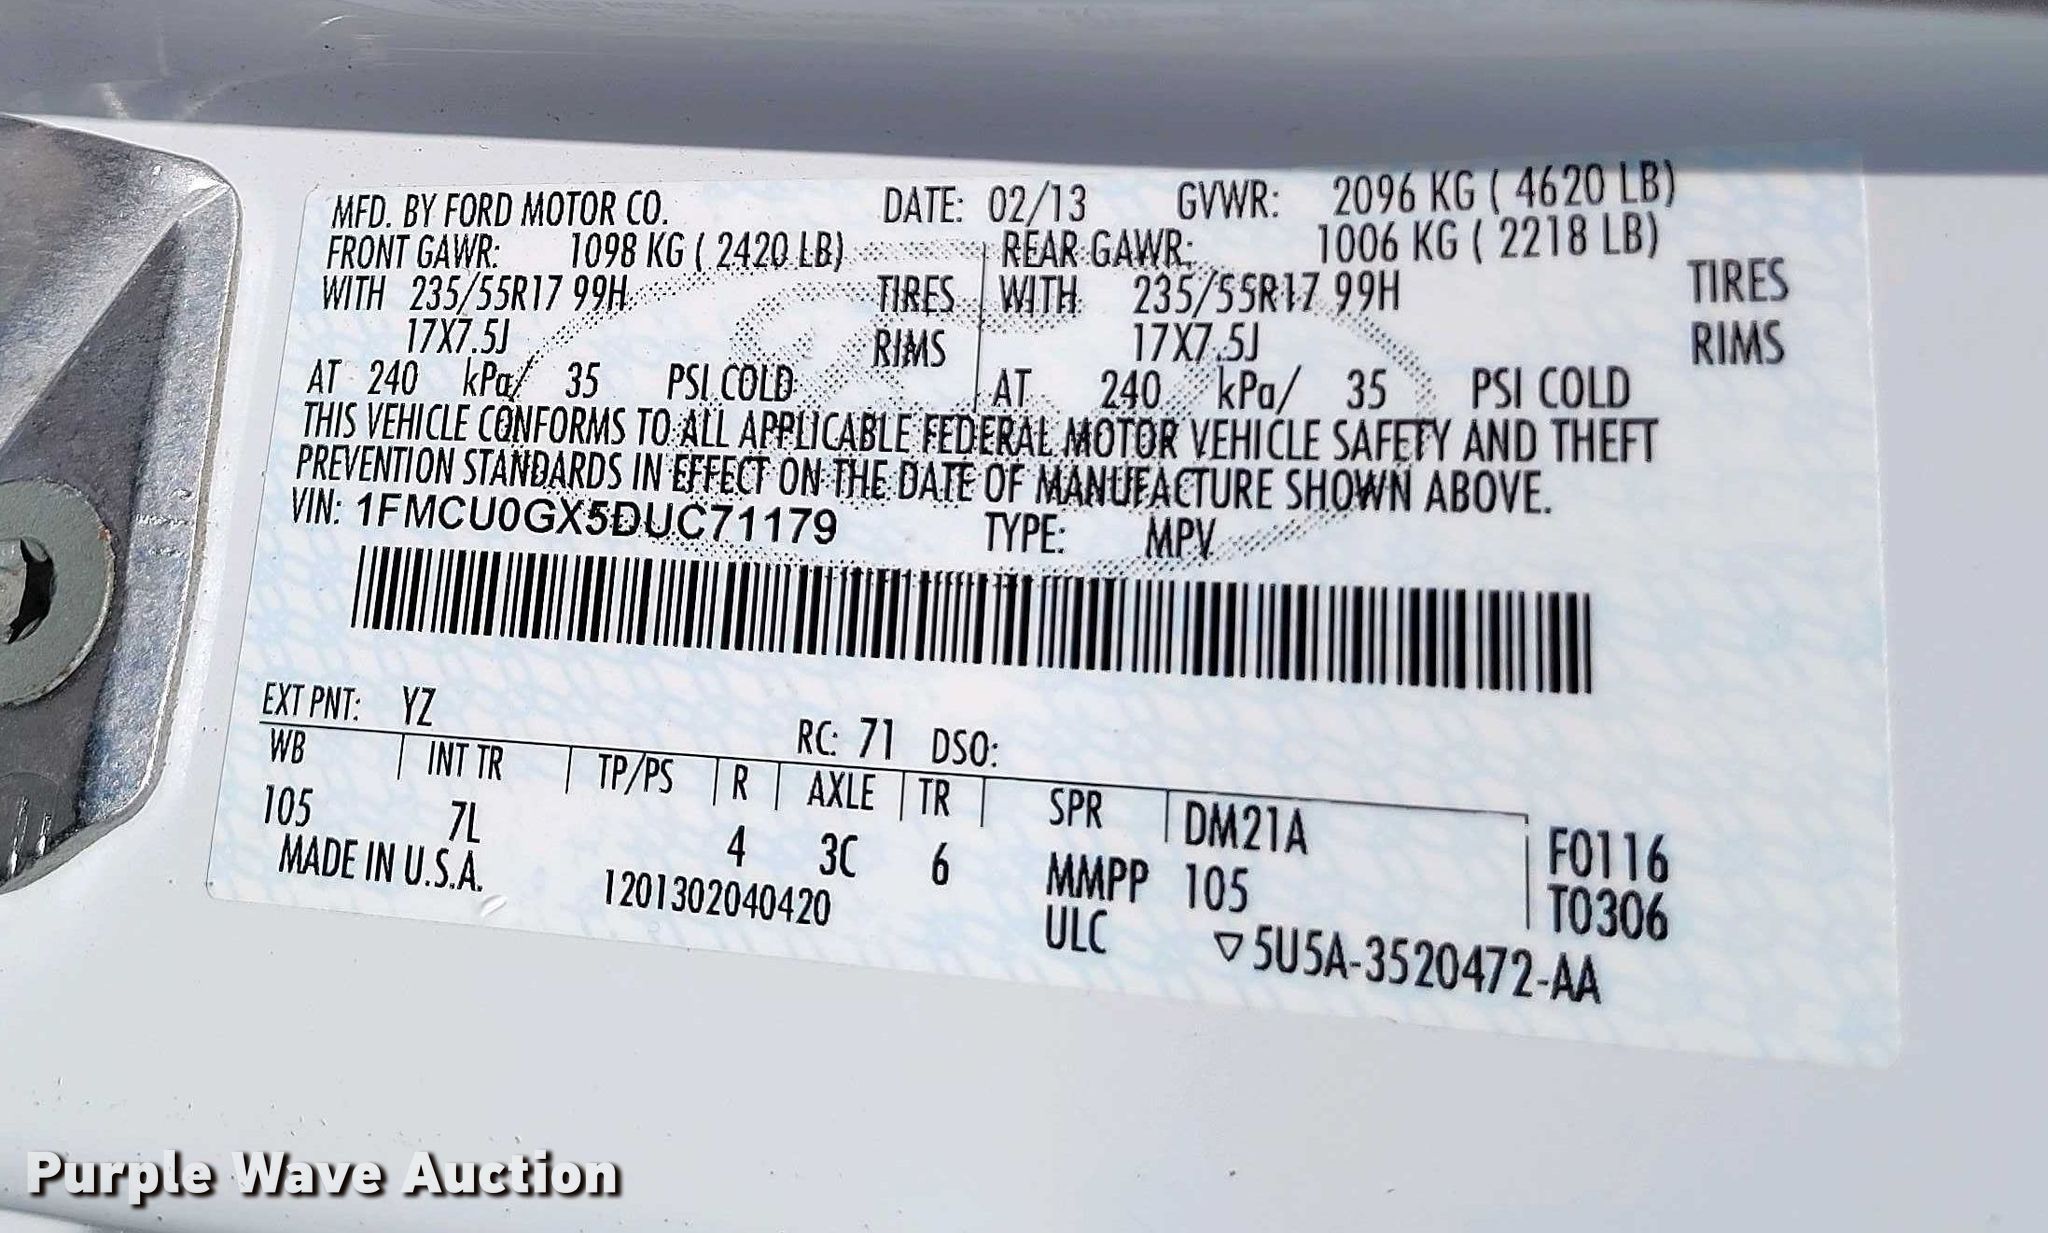 MFD. BY FORD MOTOR CO. DATE: 02/13 GVWR: 2096 KG ( 4620 LB)
FRONT GAWR: 1098 KG ( 2420 LB) REAR GAWR: 1006 KG ( 2218 LB)
WITH 235/55R17 99H TIRES WITH 235/55R17 99H TIRES
17X7.5J RIMS 17X7.5J RIMS
AT 240 kPa/ 35 PSI COLD AT 240 kPa/ 35 PSI COLD
THIS VEHICLE CONFORMS TO ALL APPLICABLE FEDERAL MOTOR VEHICLE SAFETY AND THEFT
PREVENTION STANDARDS IN EFFECT ON THE DATE OF MANUFACTURE SHOWN ABOVE.
VIN: 1FMCU0GX5DUC71179 TYPE: MPV
EXT PNT: YZ RC: 71 DSO:
WB INT TR TP/PS R AXLE TR SPR DM21A F0116
105 7L 4 3C 6 MMPP 105 T0306
MADE IN U.S.A. 1201302040420 ULC ▽5U5A-3520472-AA
Purple Wave Auction